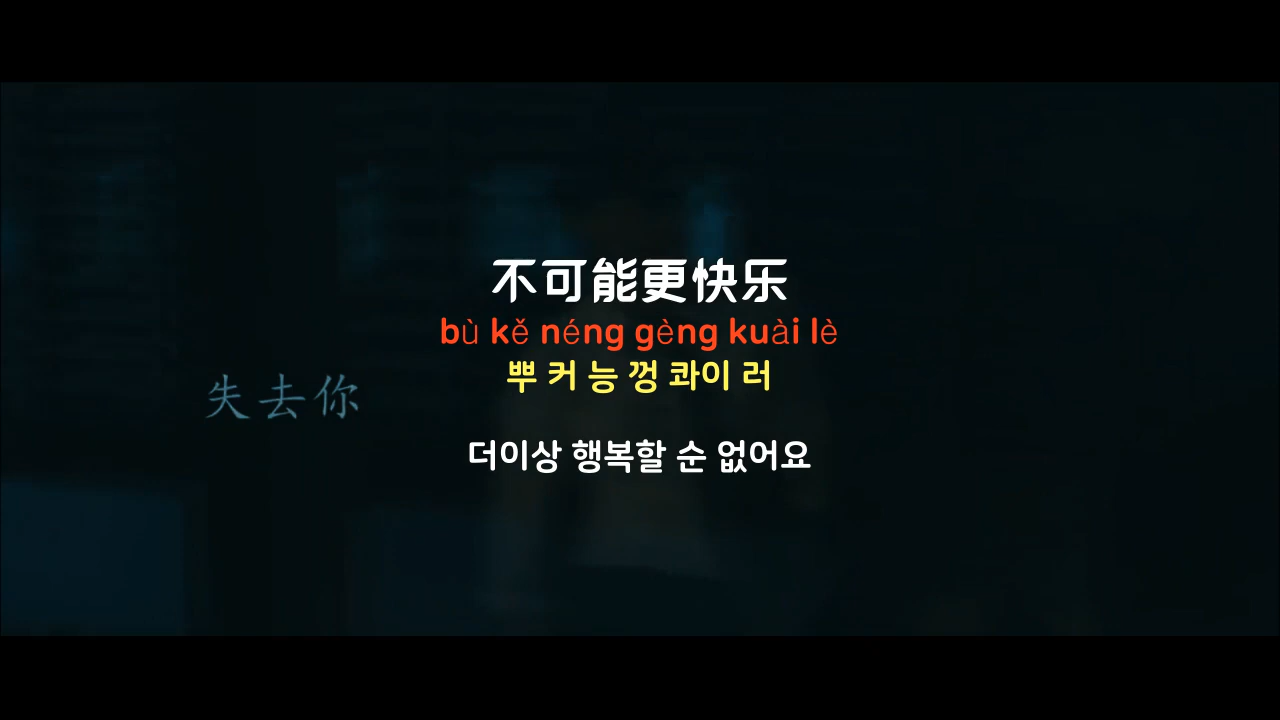 不可能更快乐
bù kě néng gèng kuài lè
뿌 커 능 껑 콰이 러
失去你
더이상 행복할 순 없어요